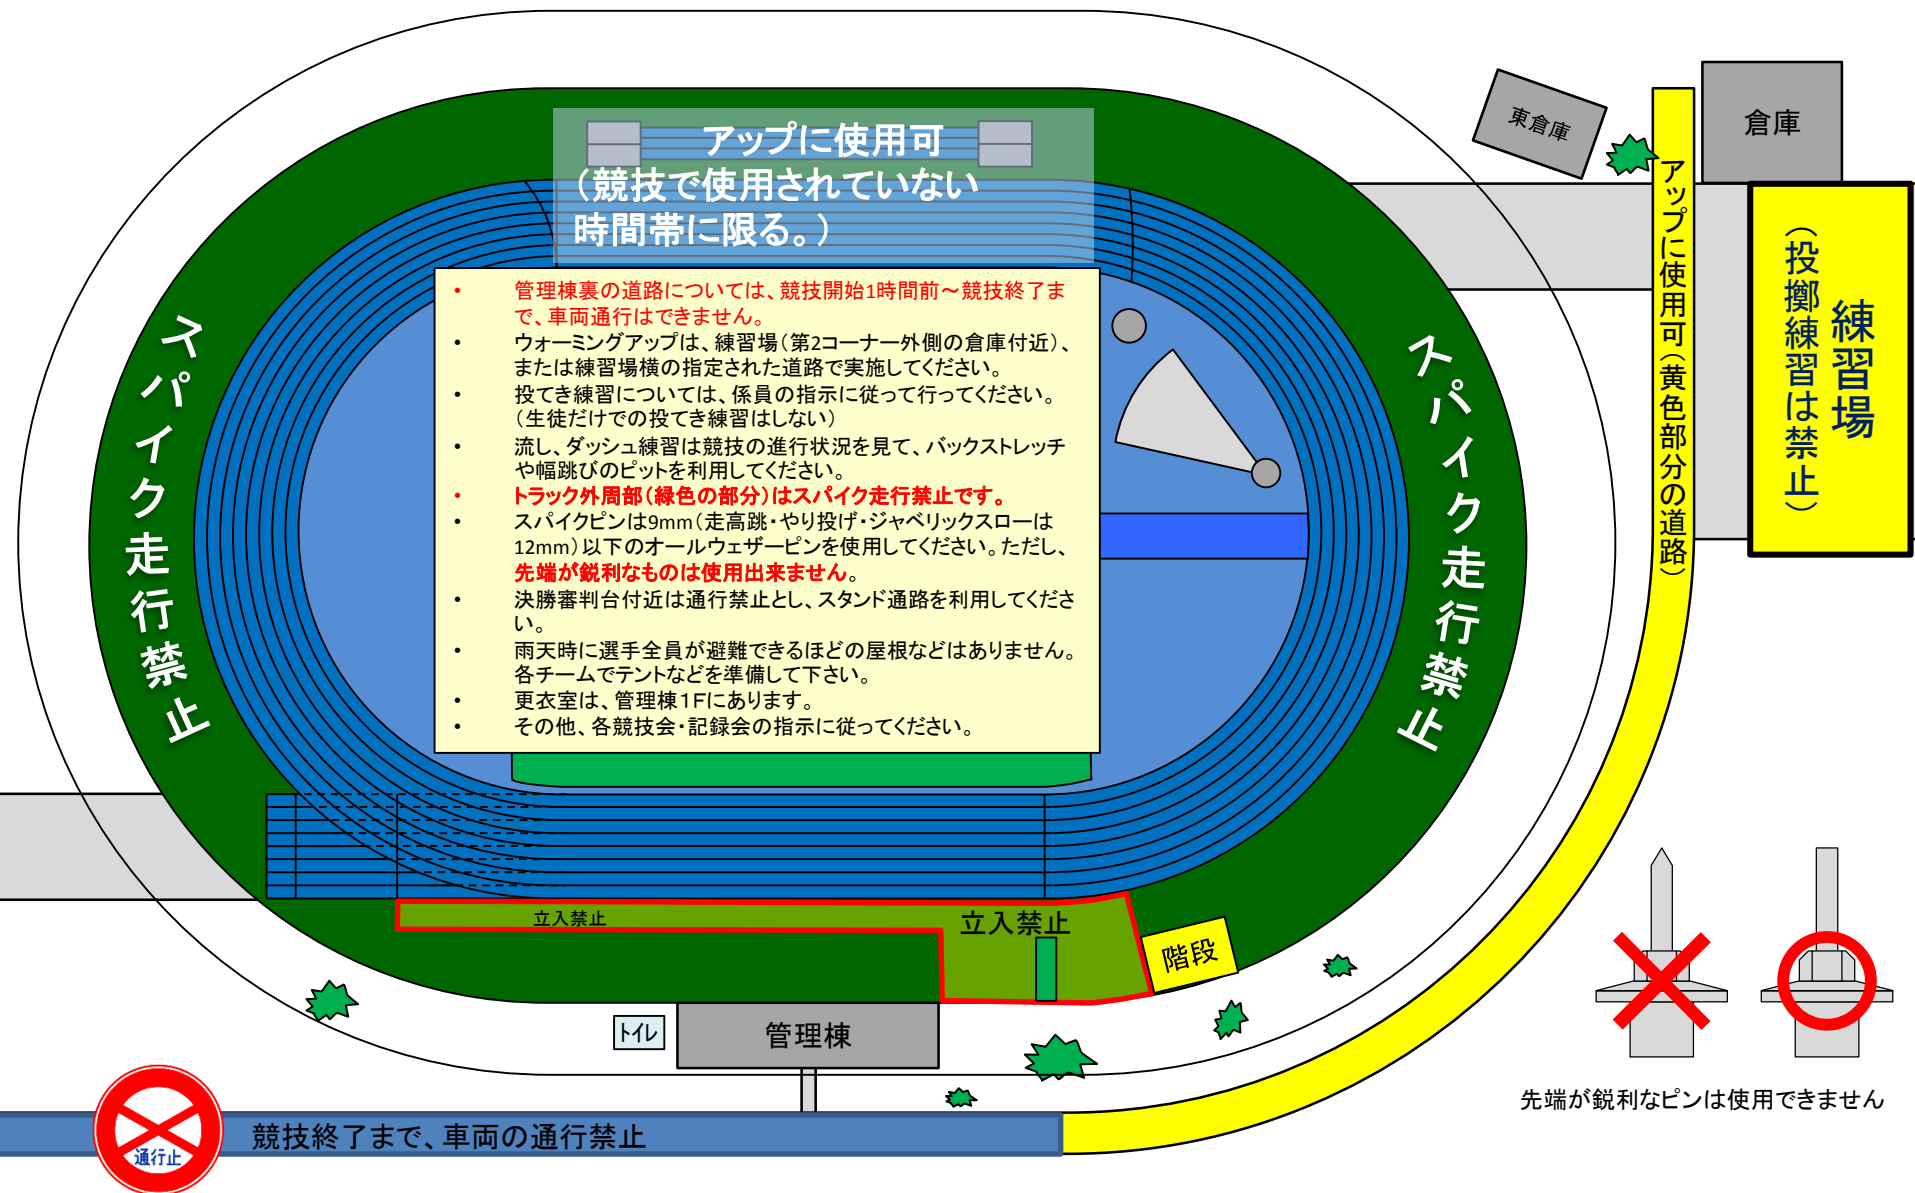 アップに使用可
（競技で使用されていない
時間帯に限る。）
東倉庫
倉庫
アップに使用可（黄色部分の道路）
練習場
（投擲練習は禁止）
スパイク走行禁止
スパイク走行禁止
• 管理棟裏の道路については、競技開始1時間前～競技終了ま
で、車両通行はできません。
• ウォーミングアップは、練習場（第2コーナー外側の倉庫付近）、
または練習場横の指定された道路で実施してください。
• 投てき練習については、係員の指示に従って行ってください。
（生徒だけでの投てき練習はしない）
• 流し、ダッシュ練習は競技の進行状況を見て、バックストレッチ
や幅跳びのピットを利用してください。
• トラック外周部（緑色の部分）はスパイク走行禁止です。
• スパイクピンは9mm（走高跳・やり投げ・ジャベリックスローは
12mm）以下のオールウェザーピンを使用してください。ただし、
先端が鋭利なものは使用出来ません。
• 決勝審判台付近は通行禁止とし、スタンド通路を利用してくださ
い。
• 雨天時に選手全員が避難できるほどの屋根などはありません。
各チームでテントなどを準備して下さい。
• 更衣室は、管理棟１Fにあります。
• その他、各競技会・記録会の指示に従ってください。
立入禁止
立入禁止
階段
トイレ
管理棟
先端が鋭利なピンは使用できません
通行止
競技終了まで、車両の通行禁止